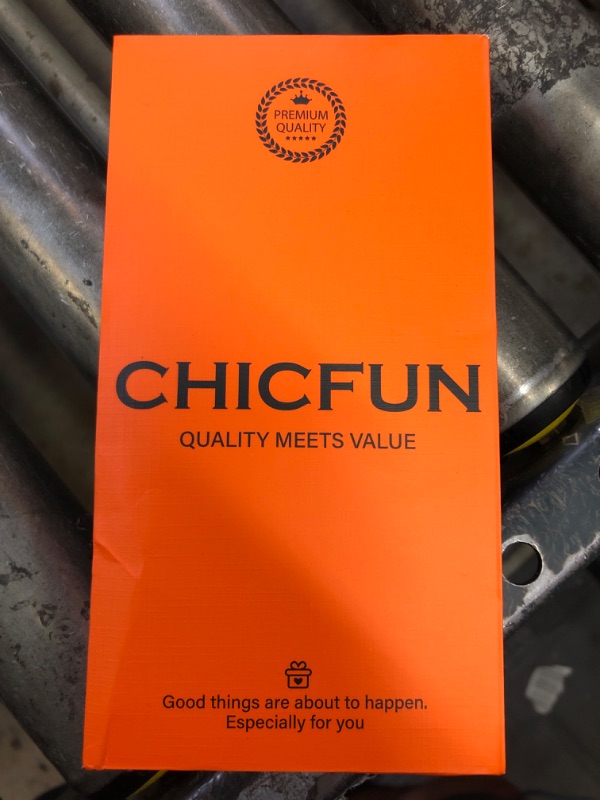 PREMIUM
QUALITY
CHICFUN
QUALITY MEETS VALUE
Good things are about to happen.
Especially for you